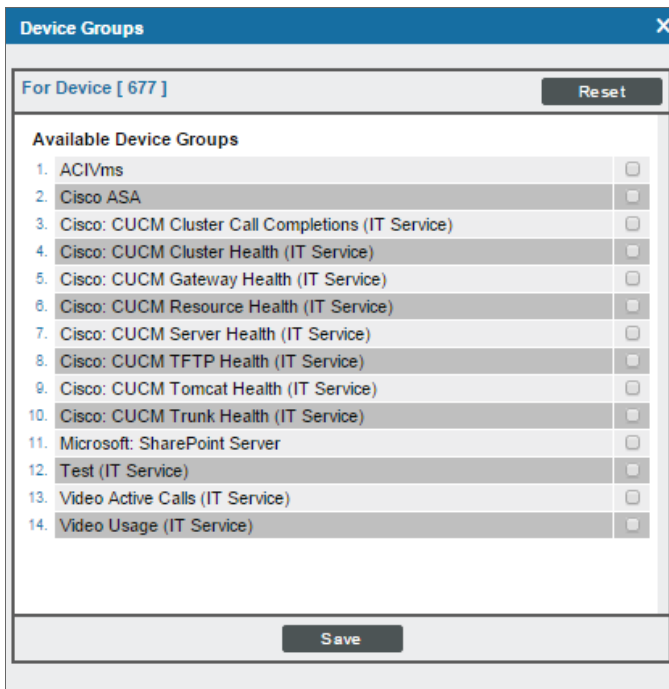 Device Groups
For Device [ 677 ]
Reset
Available Device Groups
1. ACIVms
2. Cisco ASA
3. Cisco: CUCM Cluster Call Completions (IT Service)
4. Cisco: CUCM Cluster Health (IT Service)
5. Cisco: CUCM Gateway Health (IT Service)
6. Cisco: CUCM Resource Health (IT Service)
7. Cisco: CUCM Server Health (IT Service)
8. Cisco: CUCM TFTP Health (IT Service)
9. Cisco: CUCM Tomcat Health (IT Service)
10. Cisco: CUCM Trunk Health (IT Service)
11. Microsoft: SharePoint Server
12. Test (IT Service)
13. Video Active Calls (IT Service)
14. Video Usage (IT Service)
Save